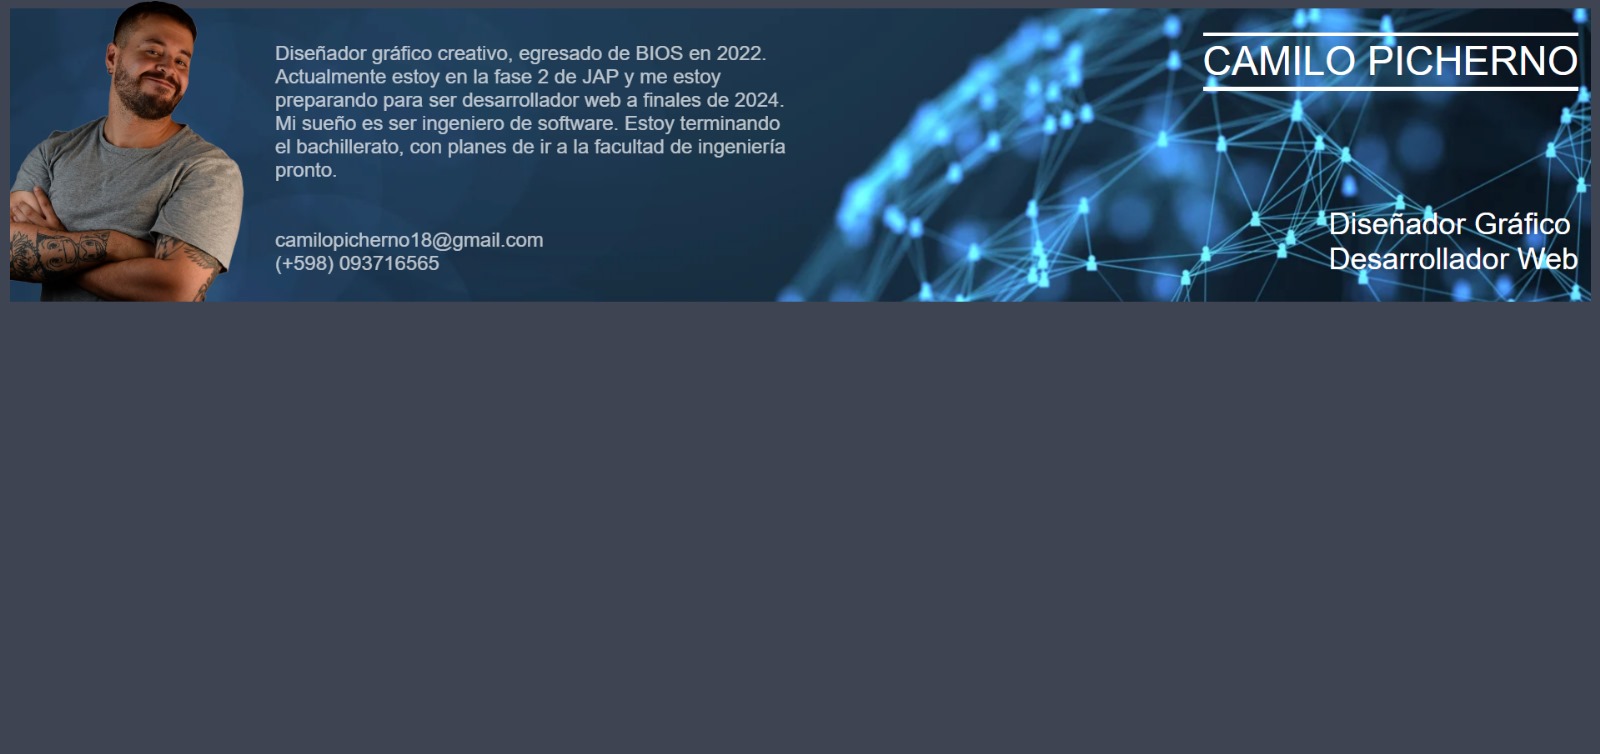 Diseñador gráfico creativo, egresado de BIOS en 2022.
Actualmente estoy en la fase 2 de JAP y me estoy
preparando para ser desarrollador web a finales de 2024.
Mi sueño es ser ingeniero de software. Estoy terminando
el bachillerato, con planes de ir a la facultad de ingeniería
pronto.
camilopicherno18@gmail.com
(+598) 093716565
CAMILO PICHERNO
Diseñador Gráfico
Desarrollador Web